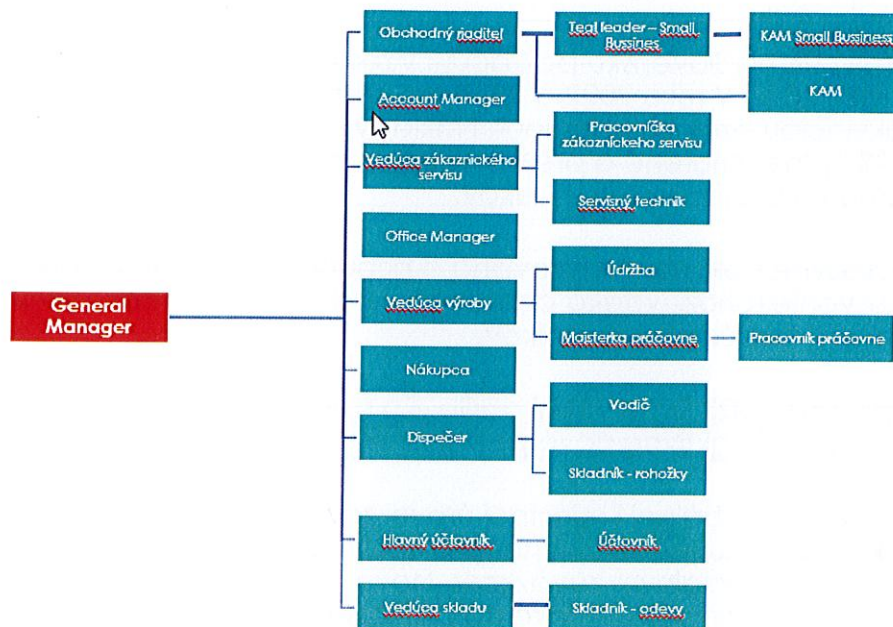 Obchodný riaditel
Teal leader – Small
Bussines
KAM Small Bussiness
KAM
Account Manager
Vedúca zákaznického
servisu
Pracovníčka
zákazníckeho servisu
Servisný technik
Office Manager
General
Manager
Vedúca výroby
Údržba
Majsterka práčovne
Pracovník práčovne
Nákupca
Dispečer
Vodič
Skladník - rohožky
Hlavný účtovník
Účtovník
Vedúca skladu
Skladník - odevy